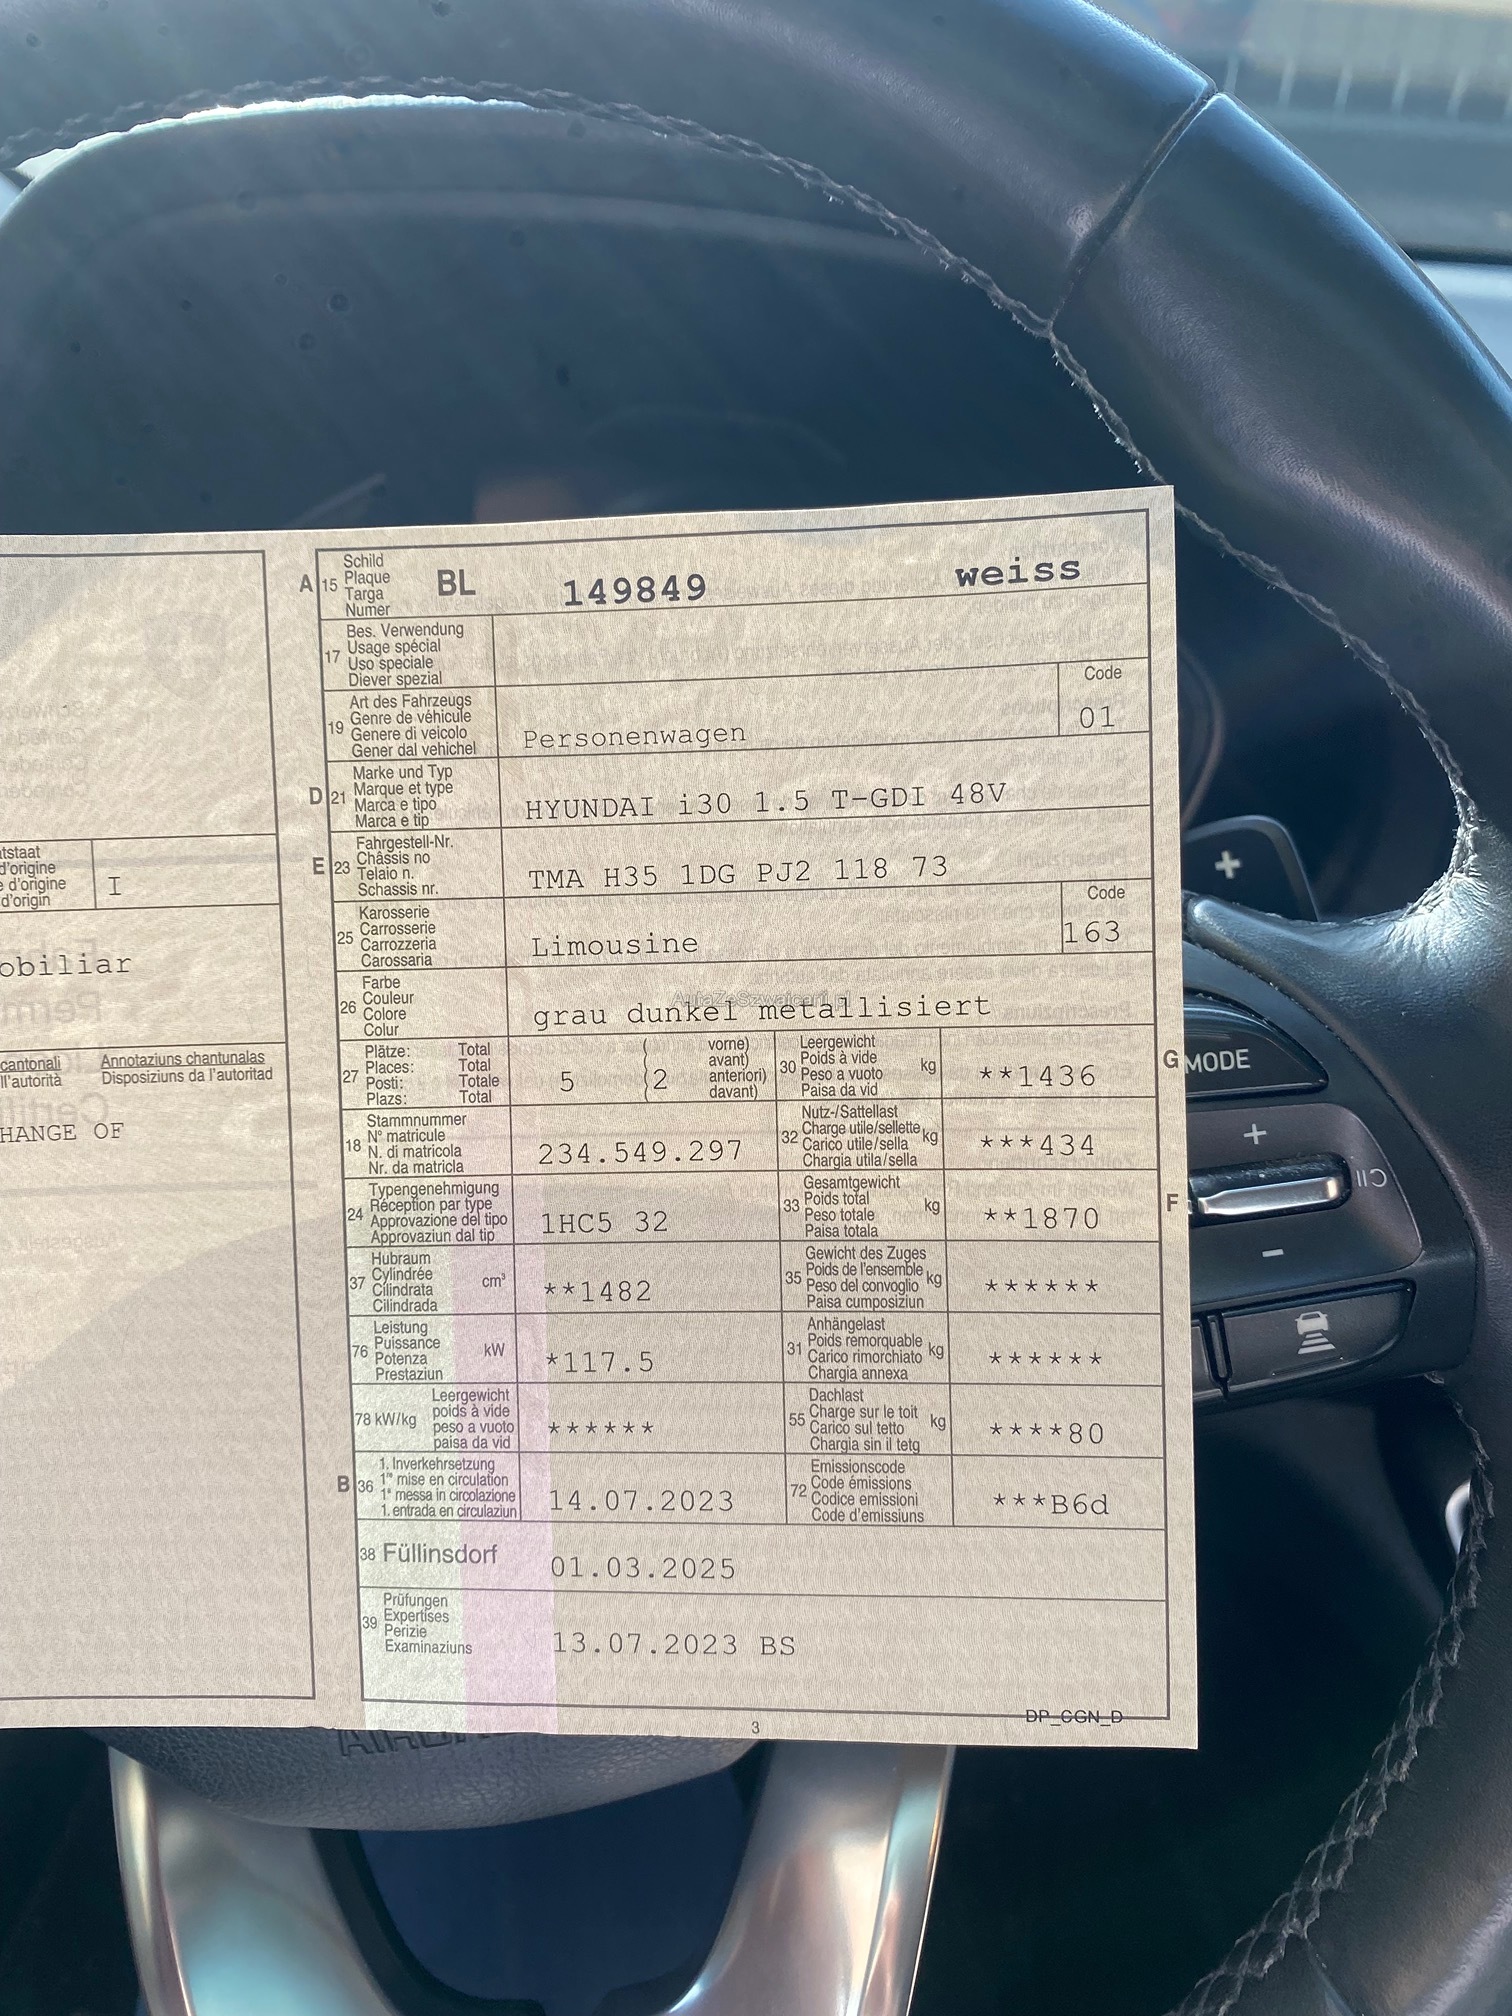 A 15 Schild
Plaque
Targa
Numer
BL 149849 weiss
17 Bes. Verwendung
Usage spécial
Uso speciale
Diever spezial
19 Art des Fahrzeugs
Genre de véhicule
Genere di veicolo
Gener dal vehichel
Personenwagen
Code
01
D 21 Marke und Typ
Marque et type
Marca e tipo
Marca e tip
HYUNDAI i30 1.5 T-GDI 48V
E 23 Fahrgestell-Nr.
Châssis no
Telaio n.
Schassis nr.
TMA H35 1DG PJ2 118 73
25 Karosserie
Carrosserie
Carrozzeria
Carossaria
Limousine
Code
163
26 Farbe
Couleur
Colore
Colur
grau dunkel metallisiert
AutoZeSzwajcarii.pl
27 Plätze: Total
Places: Total
Posti: Totale
Plazs: Total
5 (2
vorne)
avant)
anteriori)
davant)
30 Leergewicht
Poids à vide
Peso a vuoto
Paisa da vid
kg
**1436
G
18 Stammnummer
N° matricule
N. di matricola
Nr. da matricla
234.549.297
32 Nutz-/Sattellast
Charge utile/sellette
Carico utile/sella
Chargia utila/sella
kg
***434
24 Typengenehmigung
Réception par type
Approvazione del tipo
Approvaziun dal tip
1HC5 32
33 Gesamtgewicht
Poids total
Peso totale
Paisa totala
kg
**1870
F
37 Hubraum
Cylindrée
Cilindrata
Cilindrada
cm³
**1482
35 Gewicht des Zuges
Poids de l'ensemble
Peso del convoglio
Paisa cumposiziun
kg
******
76 Leistung
Puissance
Potenza
Prestaziun
kW
*117.5
31 Anhängelast
Poids remorquable
Carico rimorchiato
Chargia annexa
kg
******
78 kW/kg
Leergewicht
poids à vide
peso a vuoto
paisa da vid
******
55 Dachlast
Charge sur le toit
Carico sul tetto
Chargia sin il tetg
kg
****80
B 36 1. Inverkehrsetzung
1re mise en circulation
1a messa in circolazione
1. entrada en circulaziun
14.07.2023
72 Emissionscode
Code émissions
Codice emissioni
Code d'emissiuns
***B6d
38 Füllinsdorf
01.03.2025
39 Prüfungen
Expertises
Perizie
Examinaziuns
13.07.2023 BS
3
DP_CGN_D
tstaat
d'origine
e d'origine
d'origin
I
obiliar
cantonali
ll'autorità
Annotaziuns chantunalas
Disposiziuns da l'autoritad
HANGE OF
MODE
+
+
−